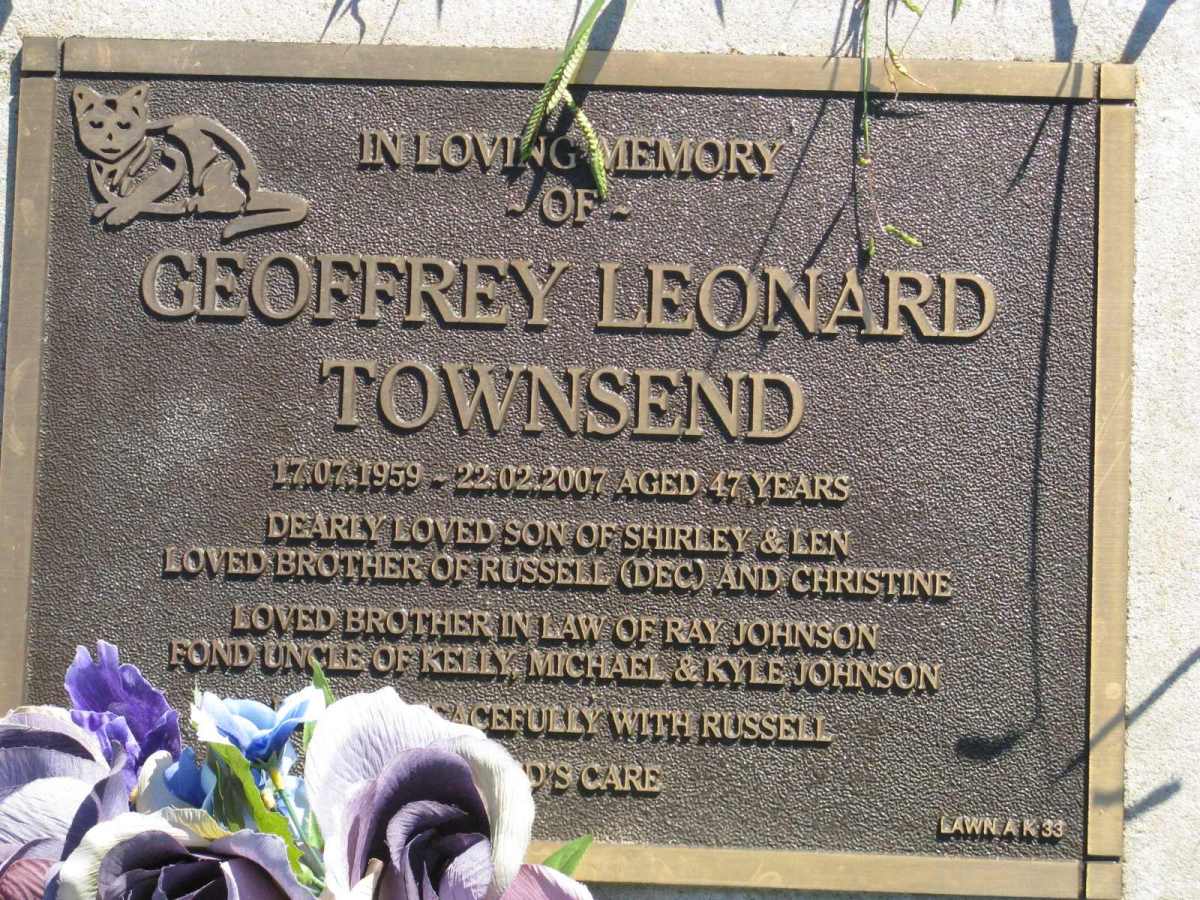 IN LOVING MEMORY
~ OF ~
GEOFFREY LEONARD
TOWNSEND
17.07.1959 ~ 22.02.2007 AGED 47 YEARS
DEARLY LOVED SON OF SHIRLEY & LEN
LOVED BROTHER OF RUSSELL (DEC) AND CHRISTINE
LOVED BROTHER IN LAW OF RAY JOHNSON
FOND UNCLE OF KELLY, MICHAEL & KYLE JOHNSON
WITH RUSSELL
CARE
LAWN.A K 33